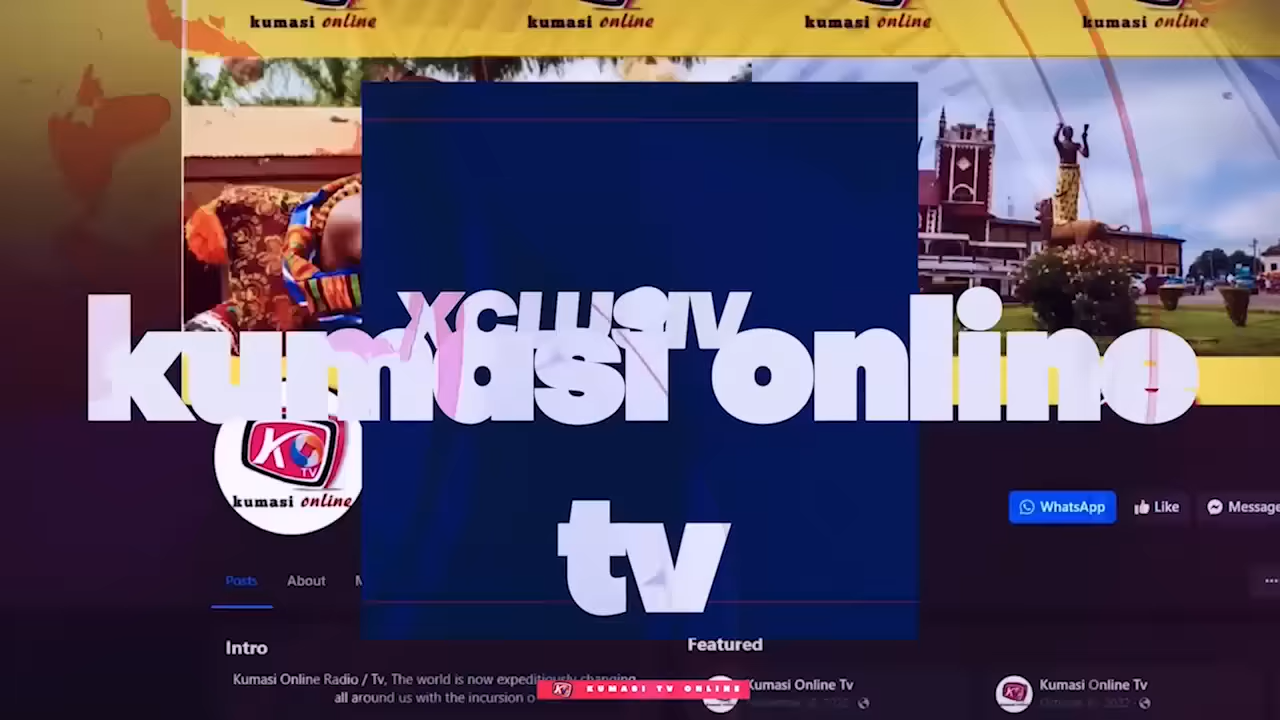 kumasi online
kumasi online
kumasi online
kumasi online
XCLUSIV
kumasi online
tv
K
TV
kumasi online
WhatsApp
Like
Message
Posts
About
Intro
Featured
Kumasi Online Radio / Tv, The world is now expeditiously changing
all around us with the incursion o
KUMASI TV ONLINE
Kumasi Online Tv
Kumasi Online Tv